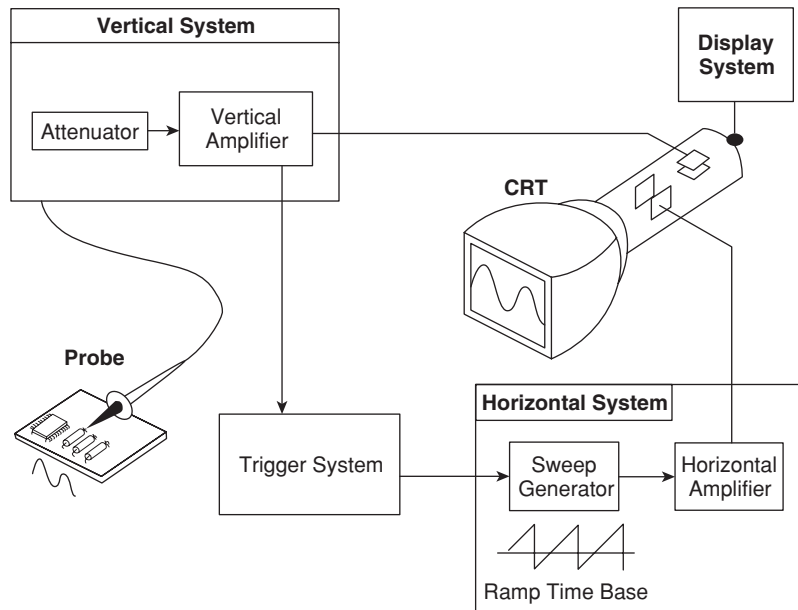 Vertical System
Display
System
Attenuator
Vertical
Amplifier
CRT
Probe
Horizontal System
Trigger System
Sweep
Generator
Horizontal
Amplifier
Ramp Time Base